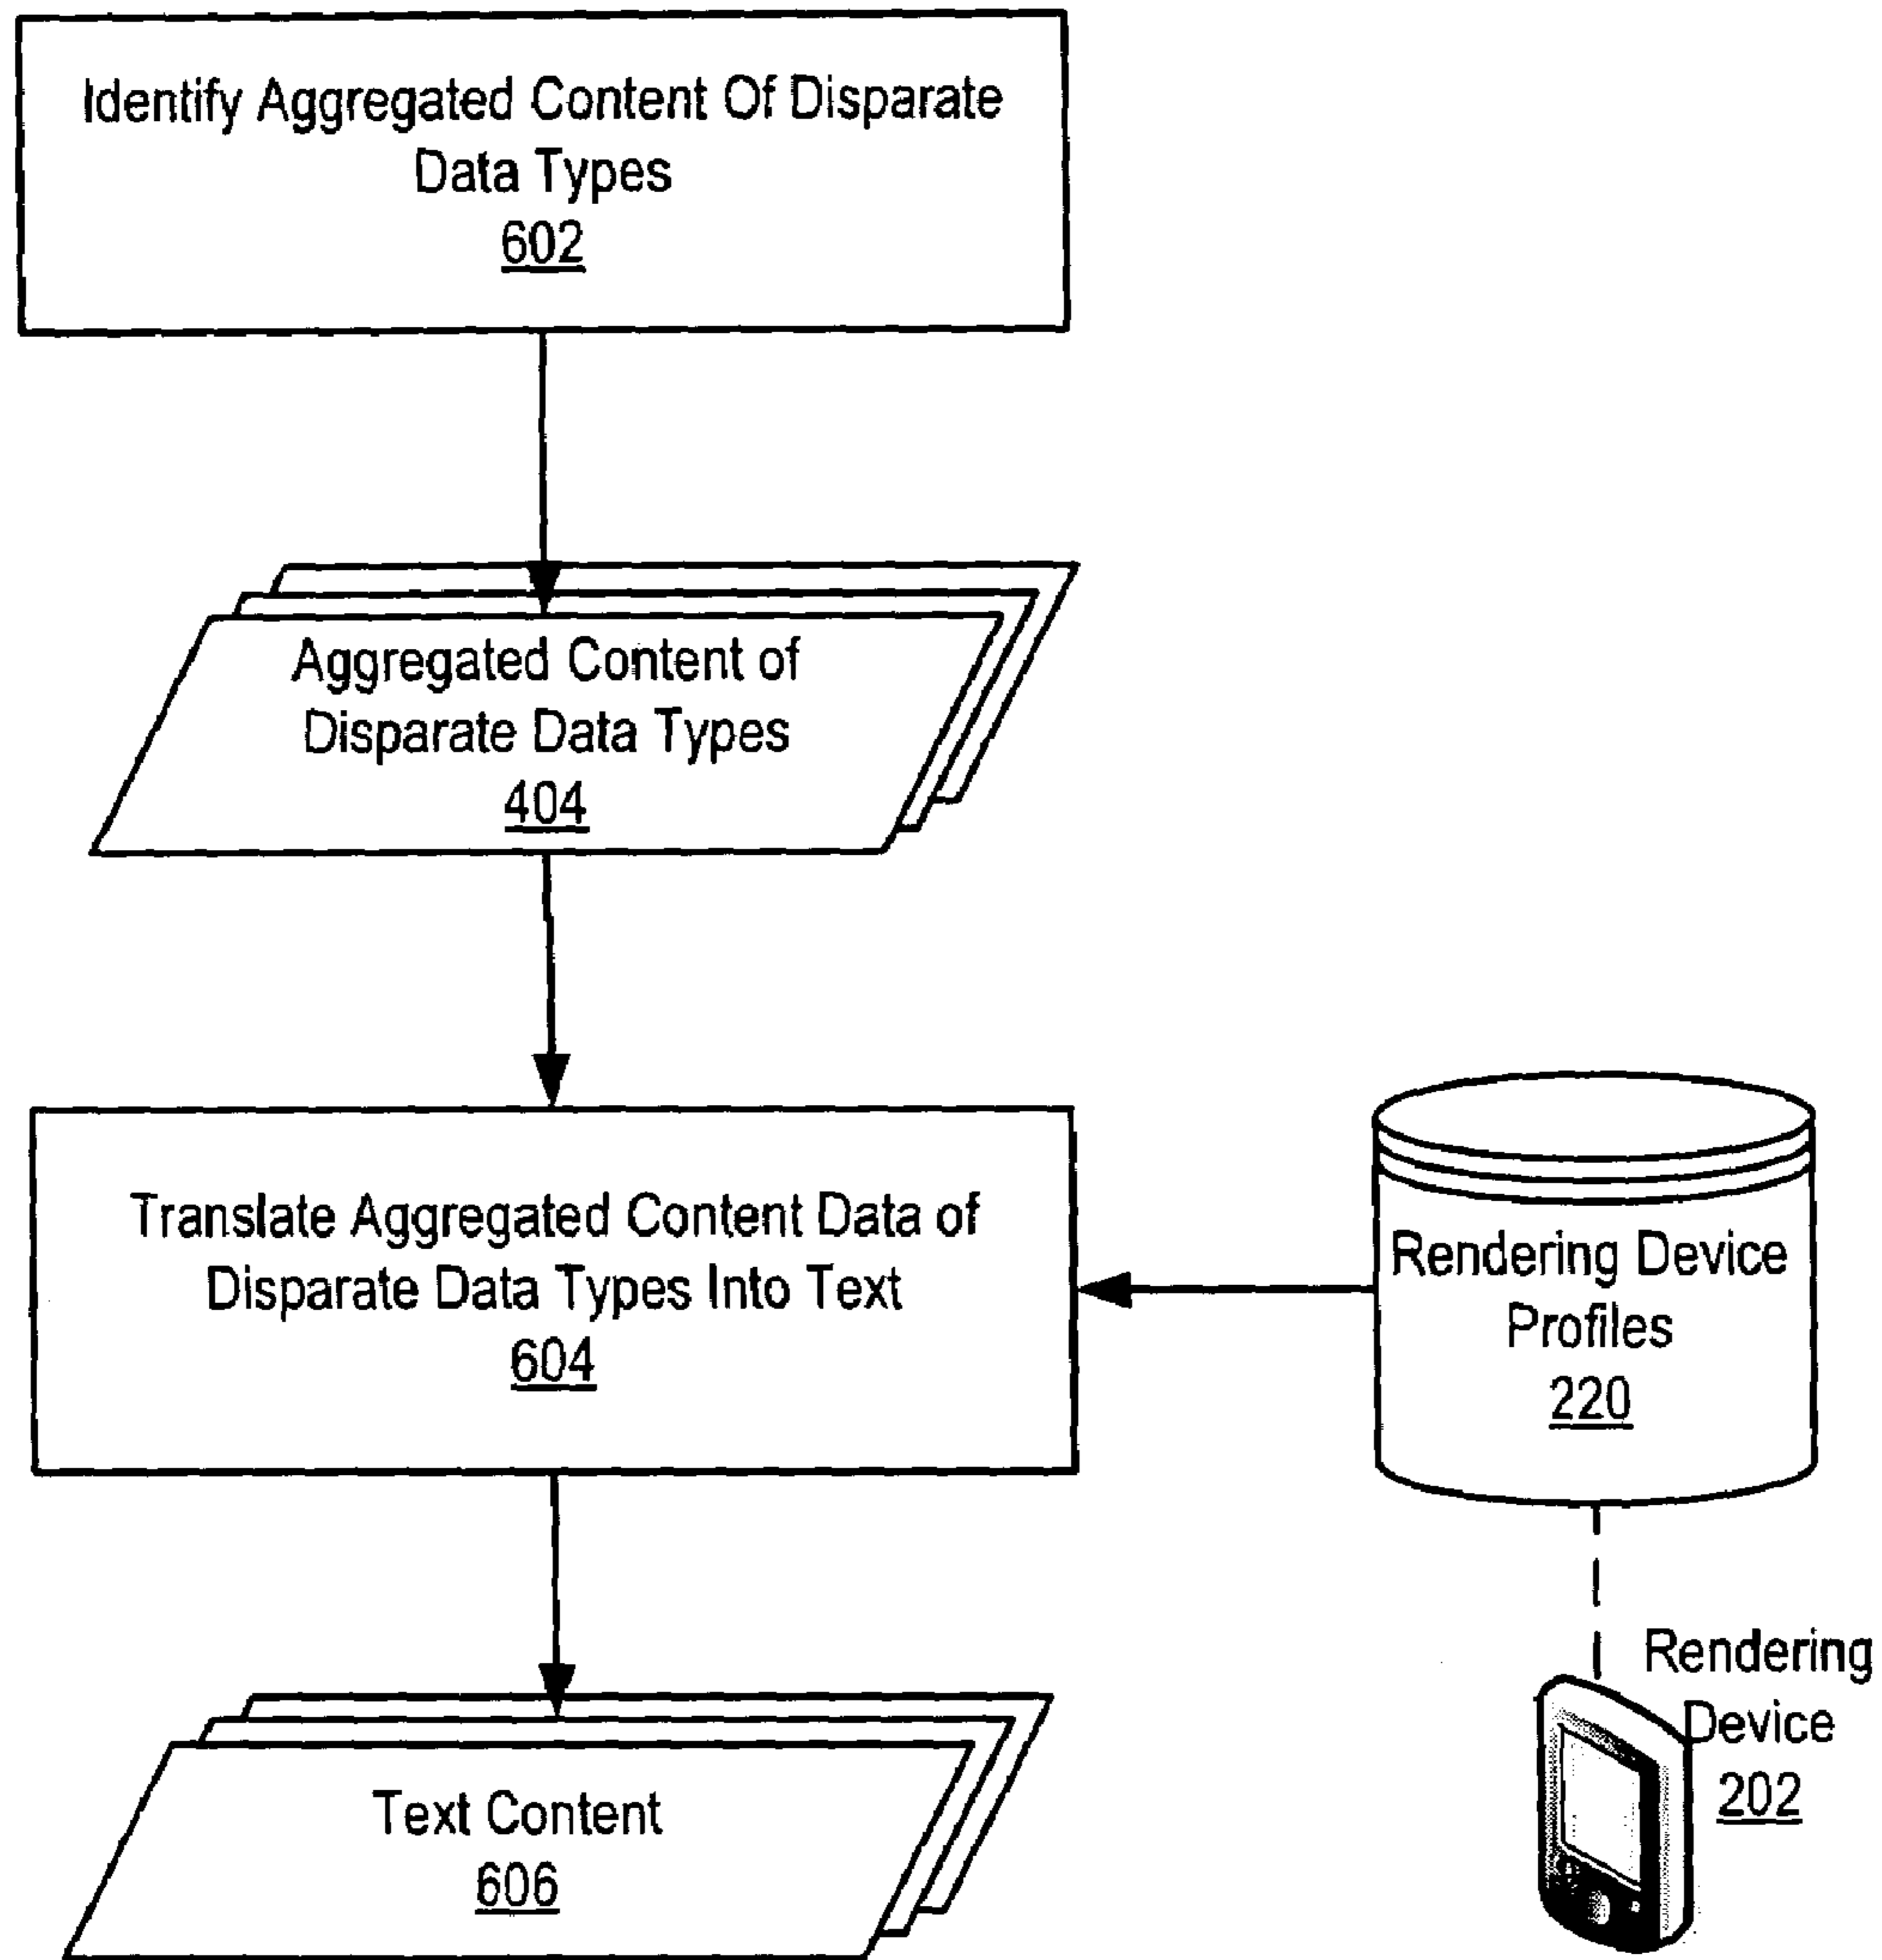 Identify Aggregated Content Of Disparate
Data Types
602
Aggregated Content of
Disparate Data Types
404
Translate Aggregated Content Data of
Disparate Data Types Into Text
604
Rendering Device
Profiles
220
Rendering
Device
202
Text Content
606